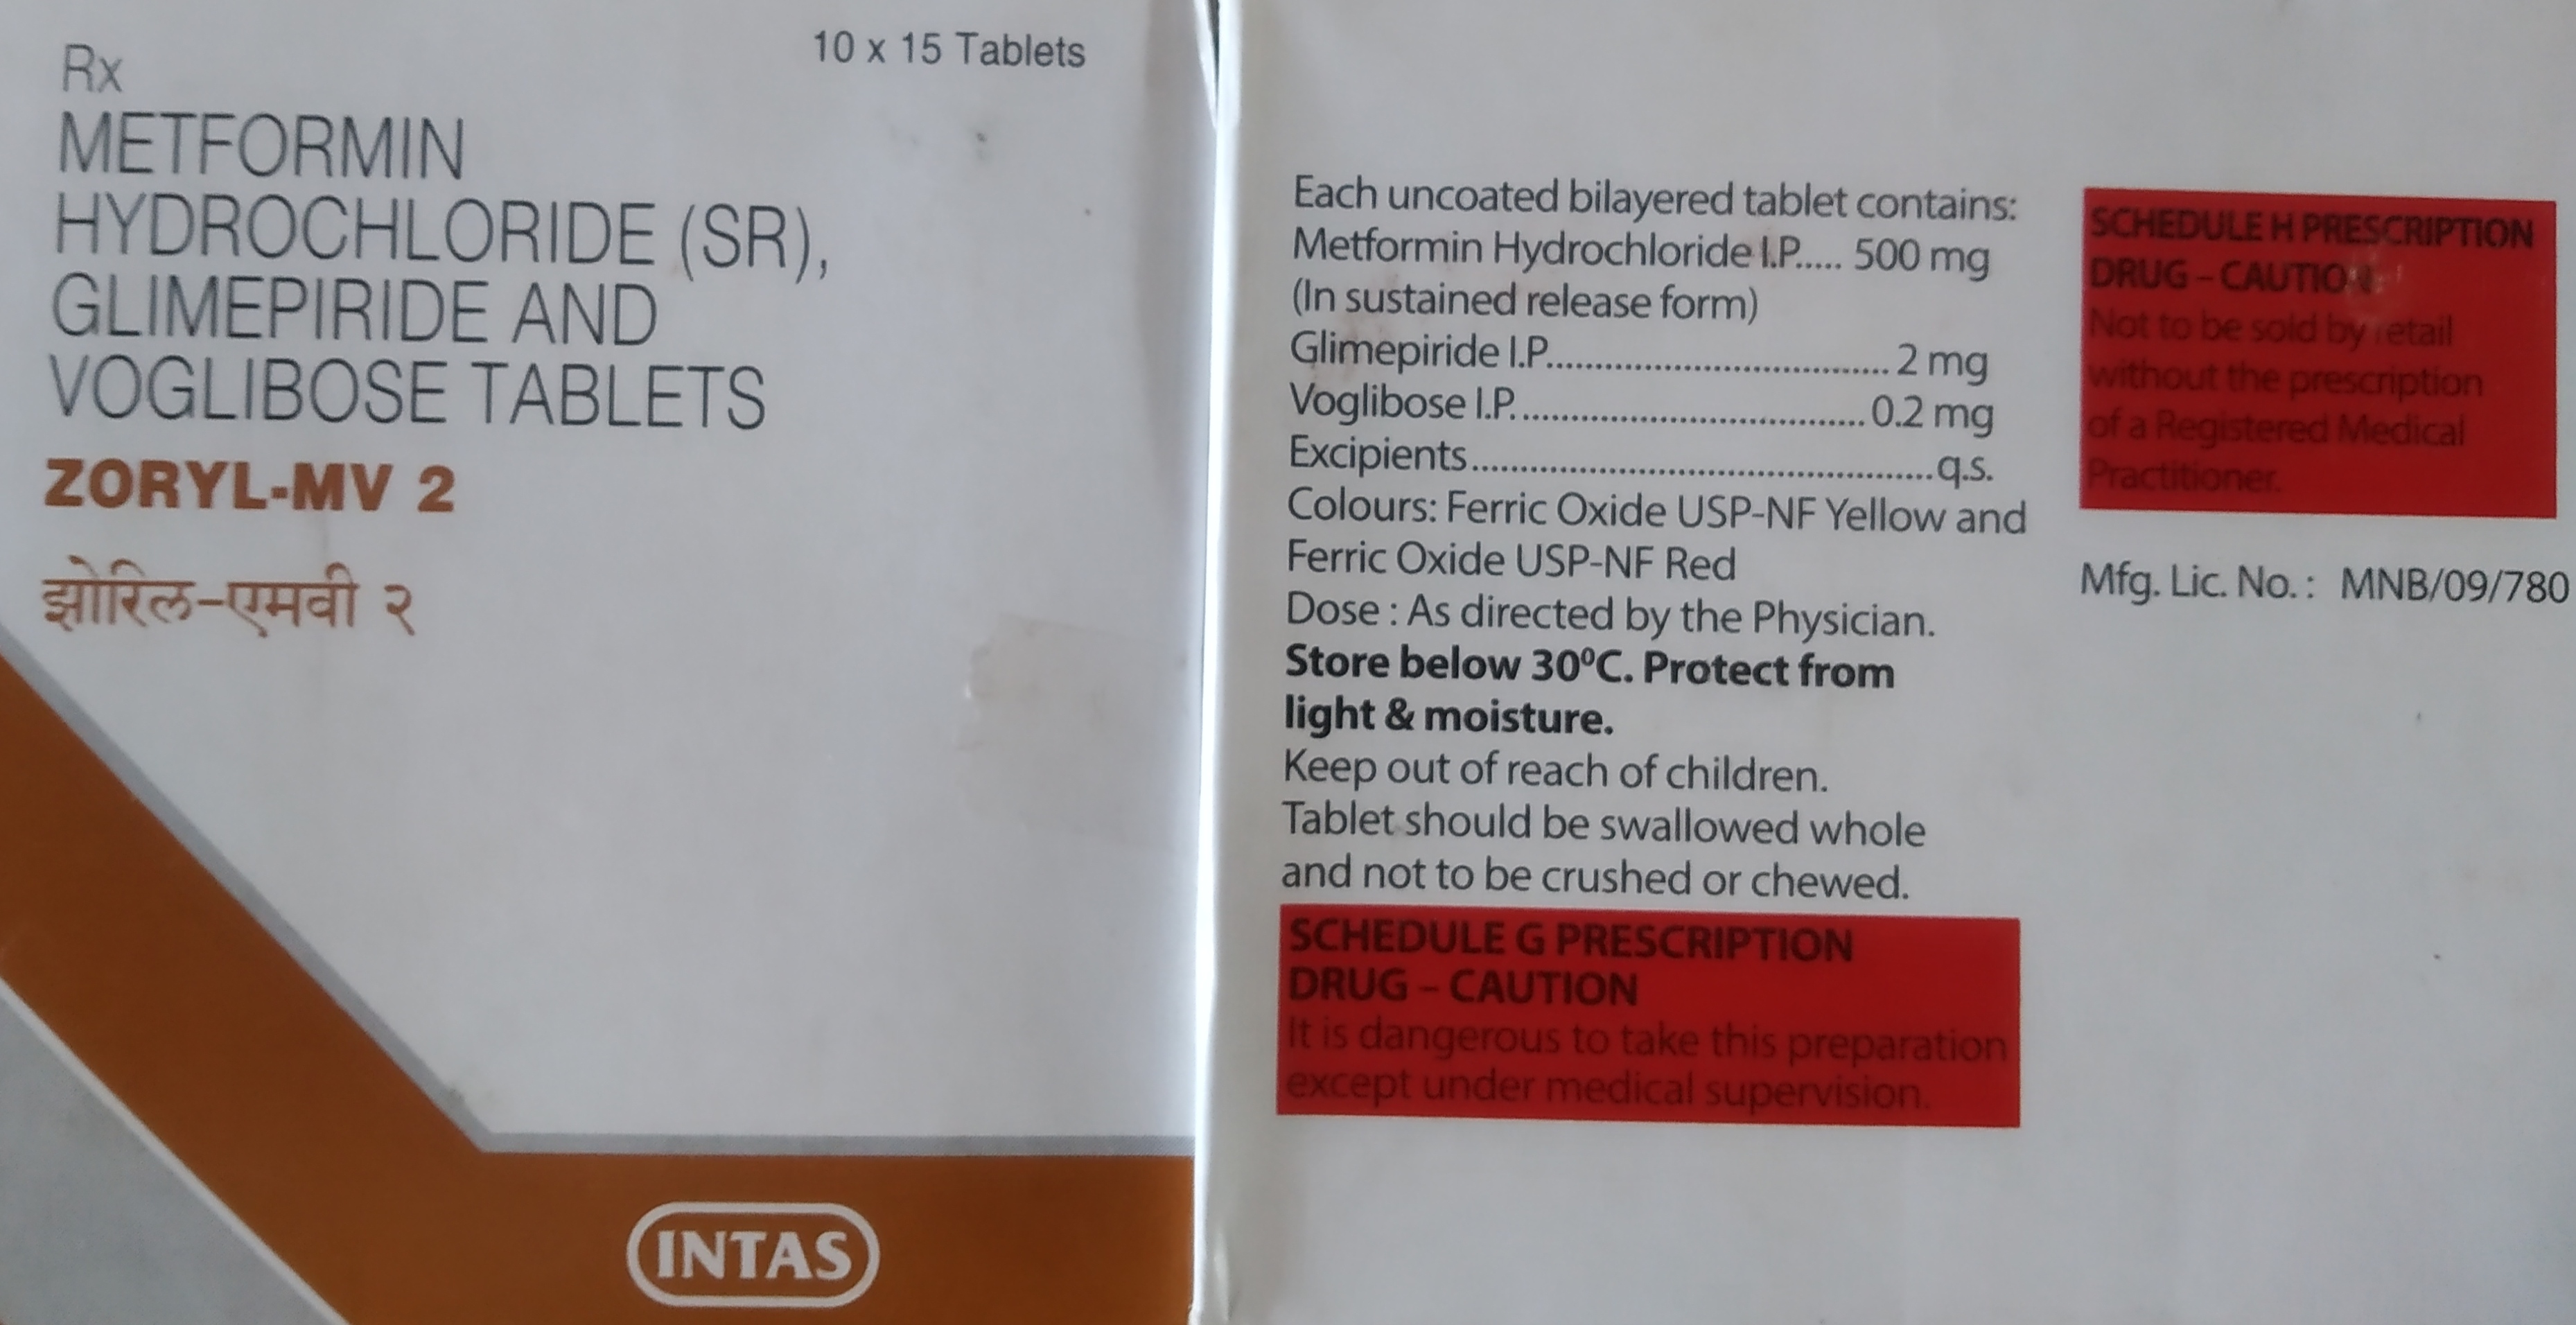 Rx
10 x 15 Tablets
METFORMIN
HYDROCHLORIDE (SR),
GLIMEPIRIDE AND
VOGLIBOSE TABLETS
ZORYL-MV 2
झोरिल-एमवी २
INTAS
Each uncoated bilayered tablet contains:
Metformin Hydrochloride I.P..... 500 mg
(In sustained release form)
Glimepiride I.P.................................... 2 mg
Voglibose I.P..................................... 0.2 mg
Excipients................................................q.s.
Colours: Ferric Oxide USP-NF Yellow and
Ferric Oxide USP-NF Red
Dose : As directed by the Physician.
Store below 30⁰C. Protect from
light & moisture.
Keep out of reach of children.
Tablet should be swallowed whole
and not to be crushed or chewed.
SCHEDULE G PRESCRIPTION
DRUG – CAUTION
It is dangerous to take this preparation
except under medical supervision.
SCHEDULE H PRESCRIPTION
DRUG – CAUTION
Not to be sold by retail
without the prescription
of a Registered Medical
Practitioner.
Mfg. Lic. No. : MNB/09/780